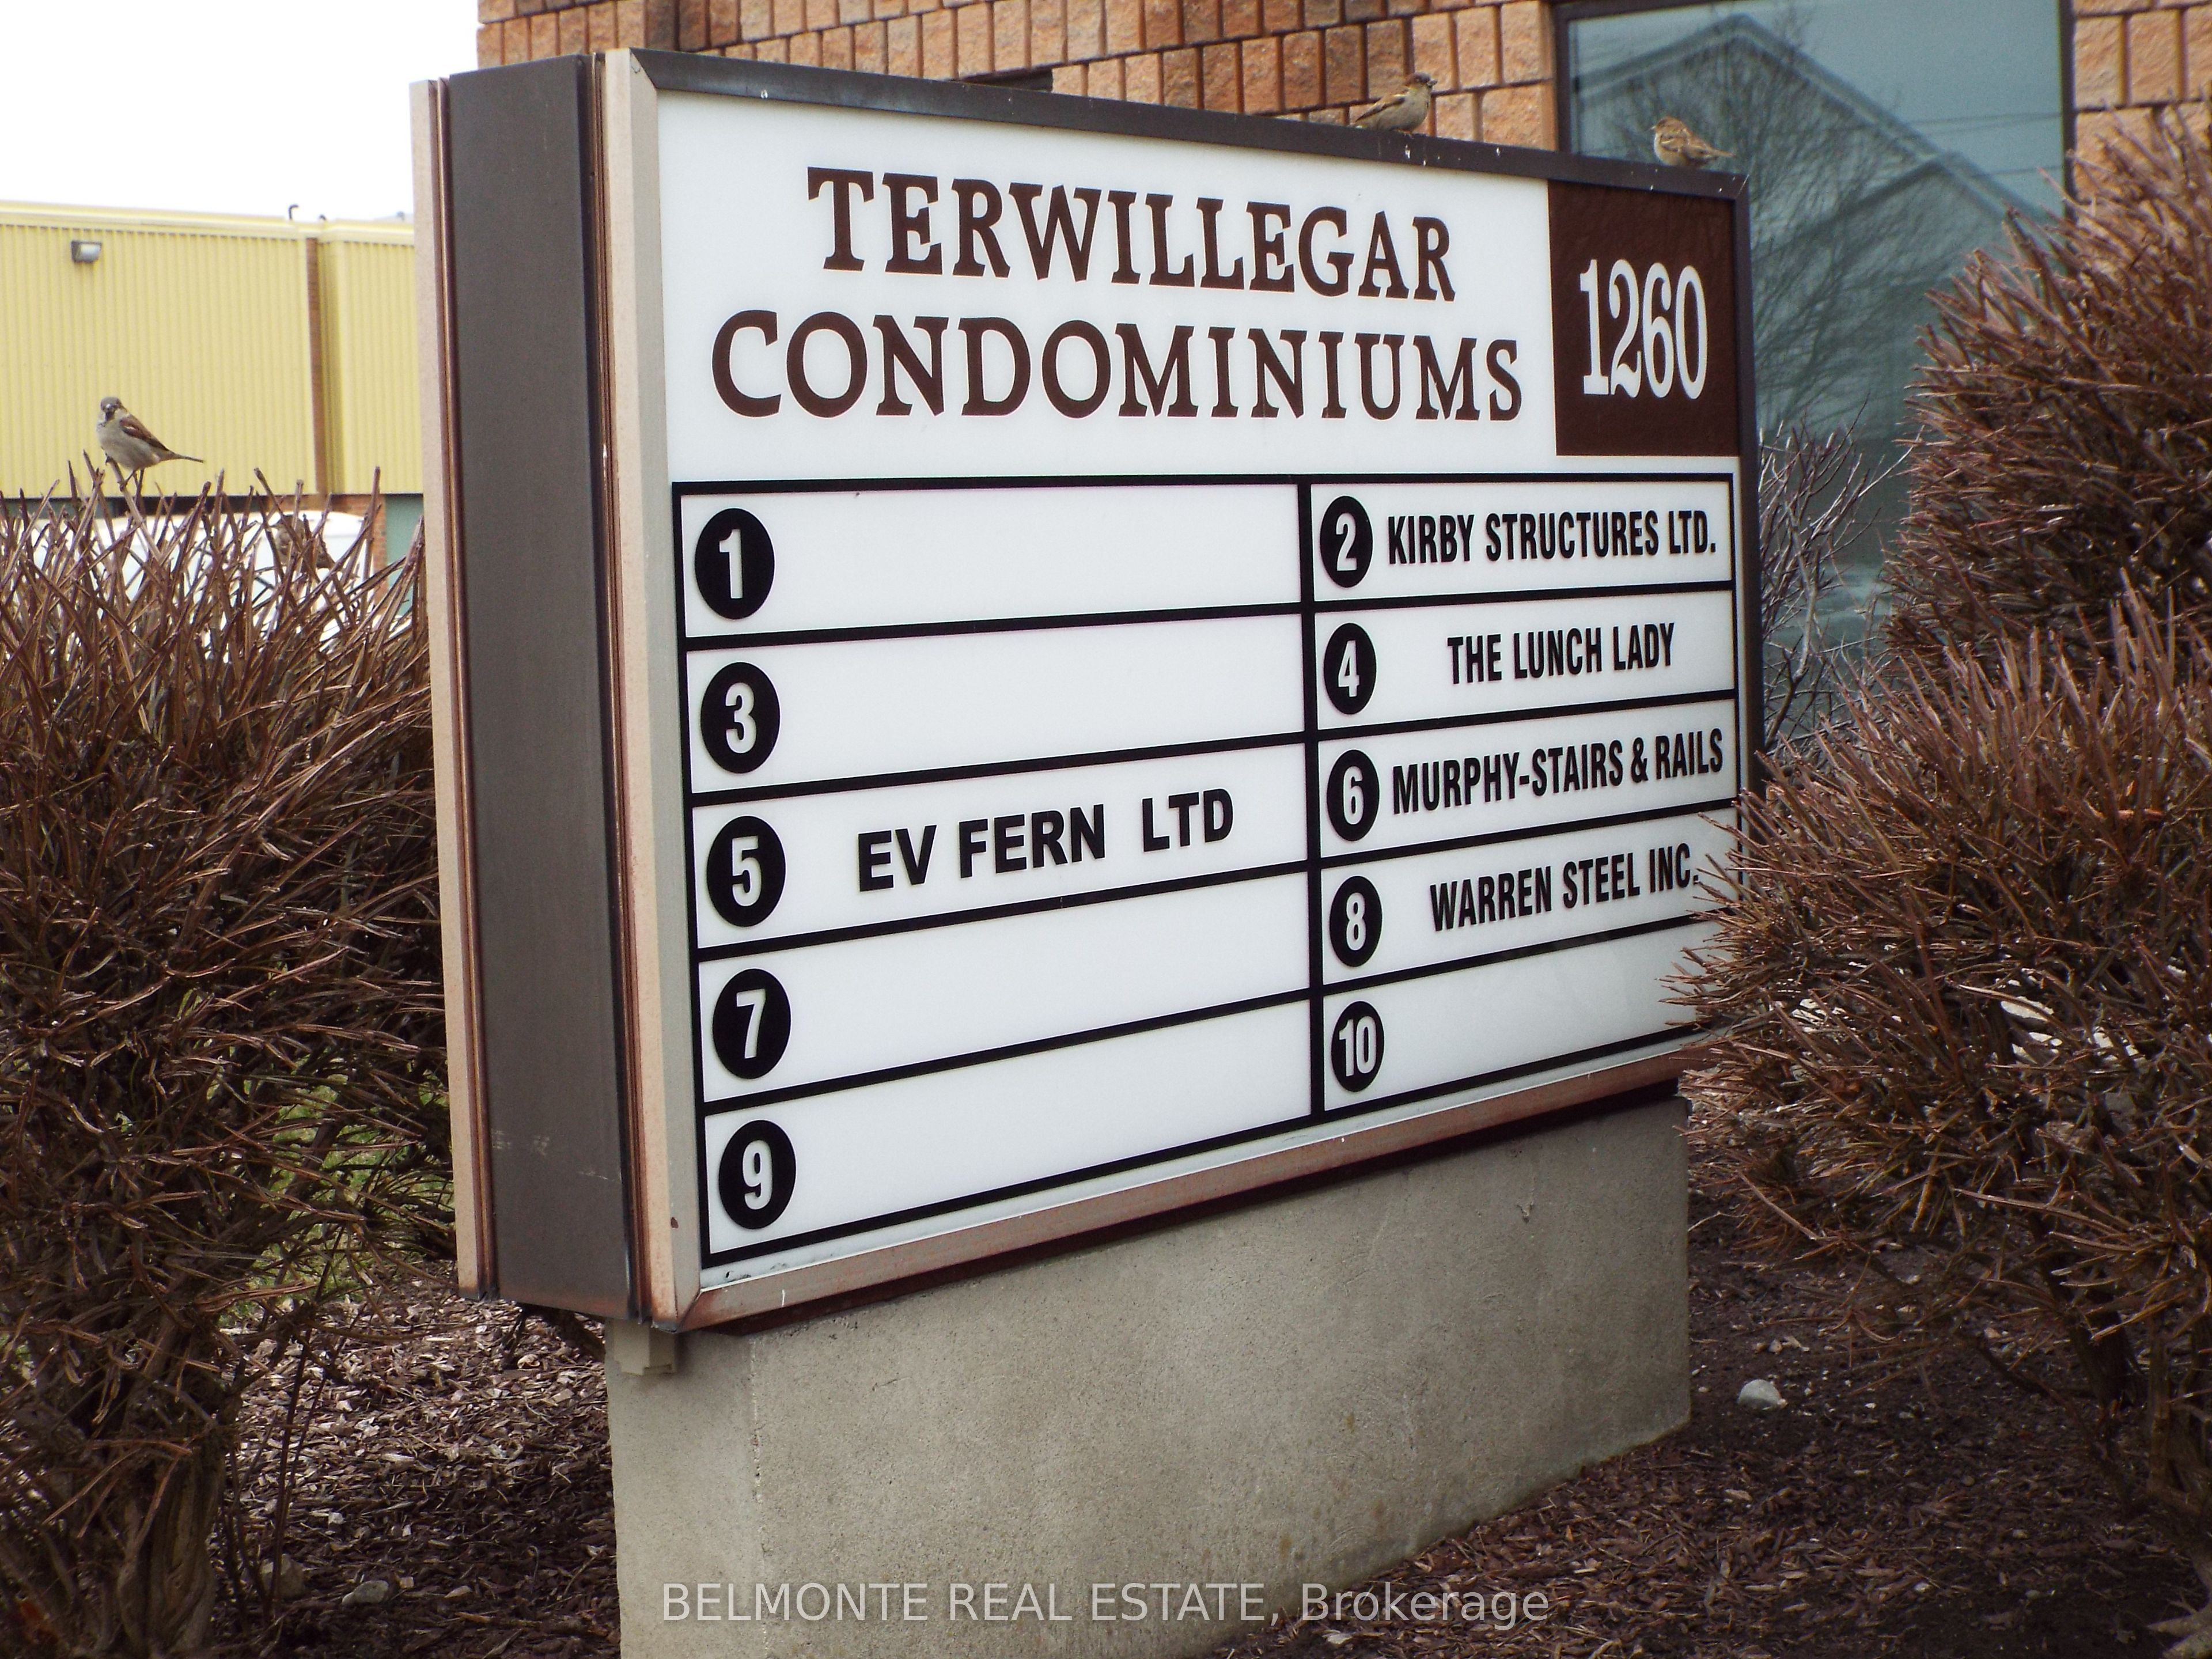 TERWILLEGAR
CONDOMINIUMS
1260
1
2 KIRBY STRUCTURES LTD.
3
4 THE LUNCH LADY
5 EV FERN LTD
6 MURPHY-STAIRS & RAILS
7
8 WARREN STEEL INC.
9
10
BELMONTE REAL ESTATE, Brokerage